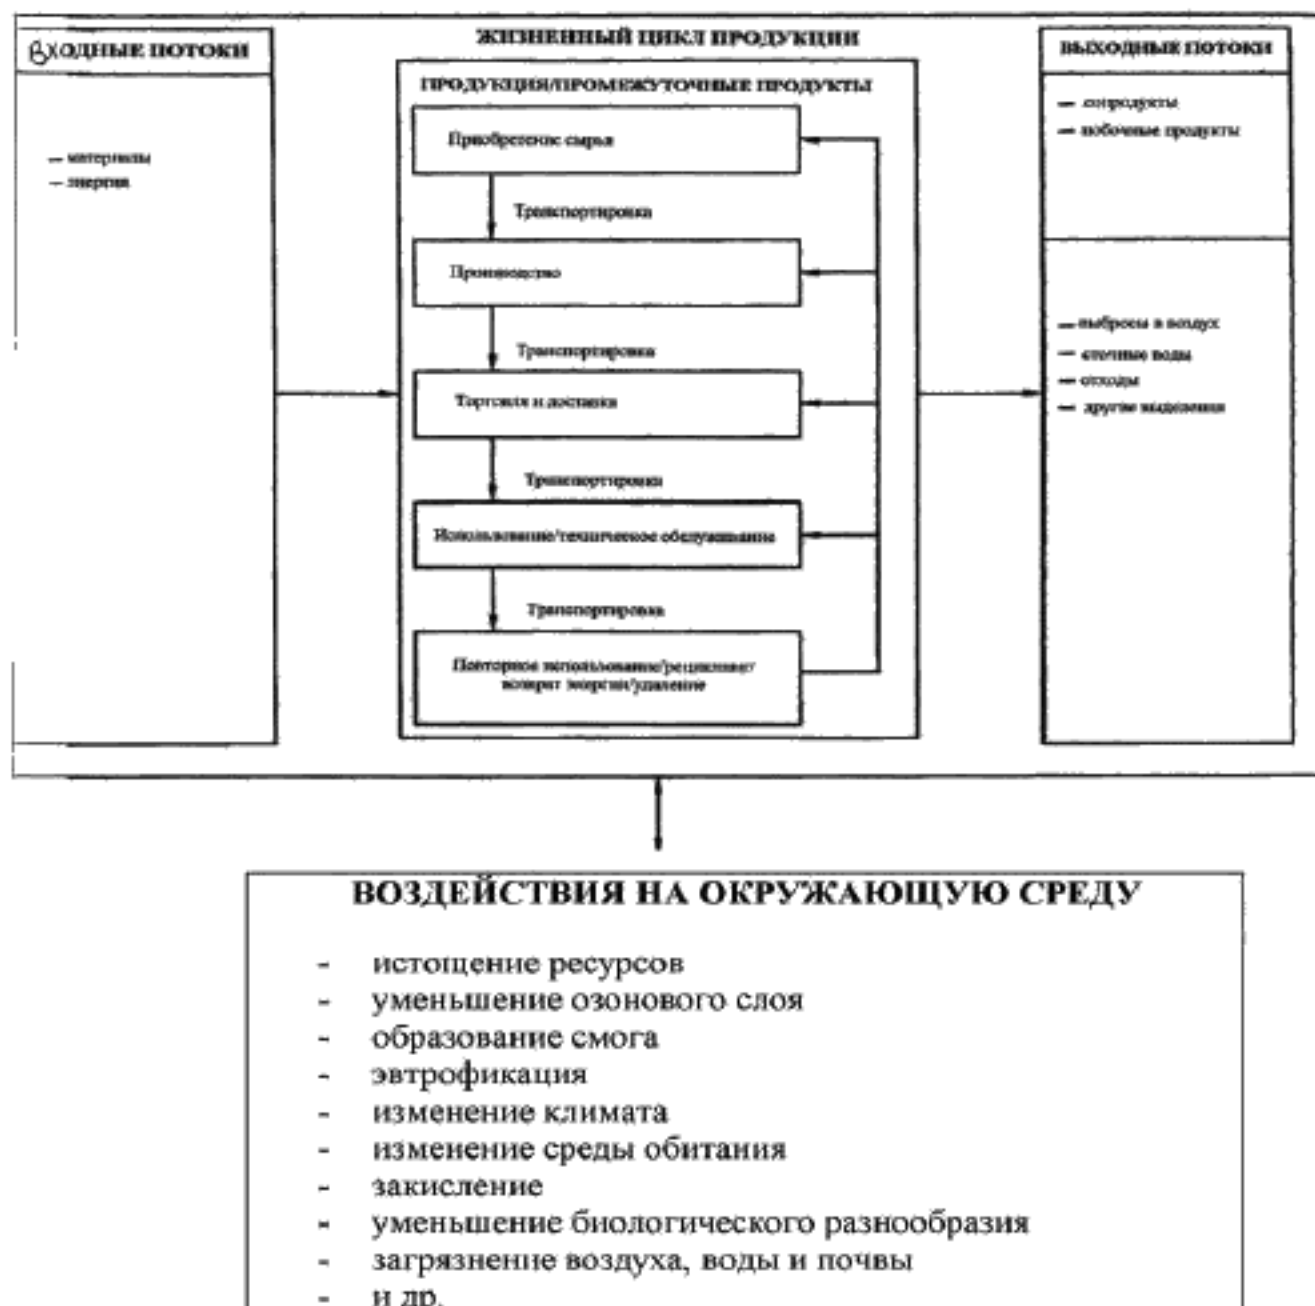 ВХОДНЫЕ ПОТОКИ
— материалы
— энергия
ЖИЗНЕННЫЙ ЦИКЛ ПРОДУКЦИИ
ПРОДУКЦИЯ/ПРОМЕЖУТОЧНЫЕ ПРОДУКТЫ
Приобретение сырья
Транспортировка
Производство
Транспортировка
Торговля и доставка
Транспортировка
Использование/техническое обслуживание
Транспортировка
Повторное использование/рециклинг/
возврат энергии/удаление
ВЫХОДНЫЕ ПОТОКИ
— сопродукты
— побочные продукты
— выбросы в воздух
— сточные воды
— отходы
— другие выделения
ВОЗДЕЙСТВИЯ НА ОКРУЖАЮЩУЮ СРЕДУ
- истощение ресурсов
- уменьшение озонового слоя
- образование смога
- эвтрофикация
- изменение климата
- изменение среды обитания
- закисление
- уменьшение биологического разнообразия
- загрязнение воздуха, воды и почвы
- и др.